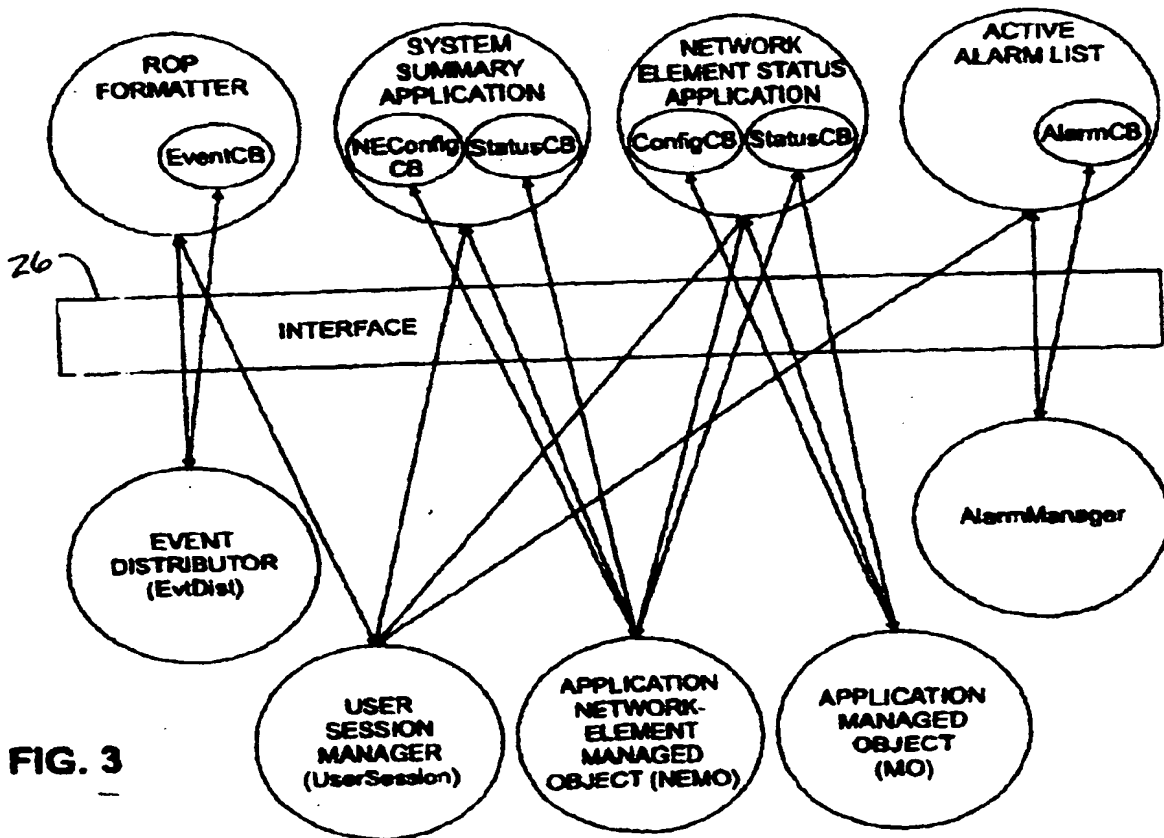 ROP
FORMATTER
EventCB
SYSTEM
SUMMARY
APPLICATION
NEConfig
CB
StatusCB
NETWORK
ELEMENT STATUS
APPLICATION
ConfigCB
StatusCB
ACTIVE
ALARM LIST
AlarmCB
26
INTERFACE
EVENT
DISTRIBUTOR
(EvtDist)
AlarmManager
USER
SESSION
MANAGER
(UserSession)
APPLICATION
NETWORK-
ELEMENT
MANAGED
OBJECT (NEMO)
APPLICATION
MANAGED
OBJECT
(MO)
FIG. 3